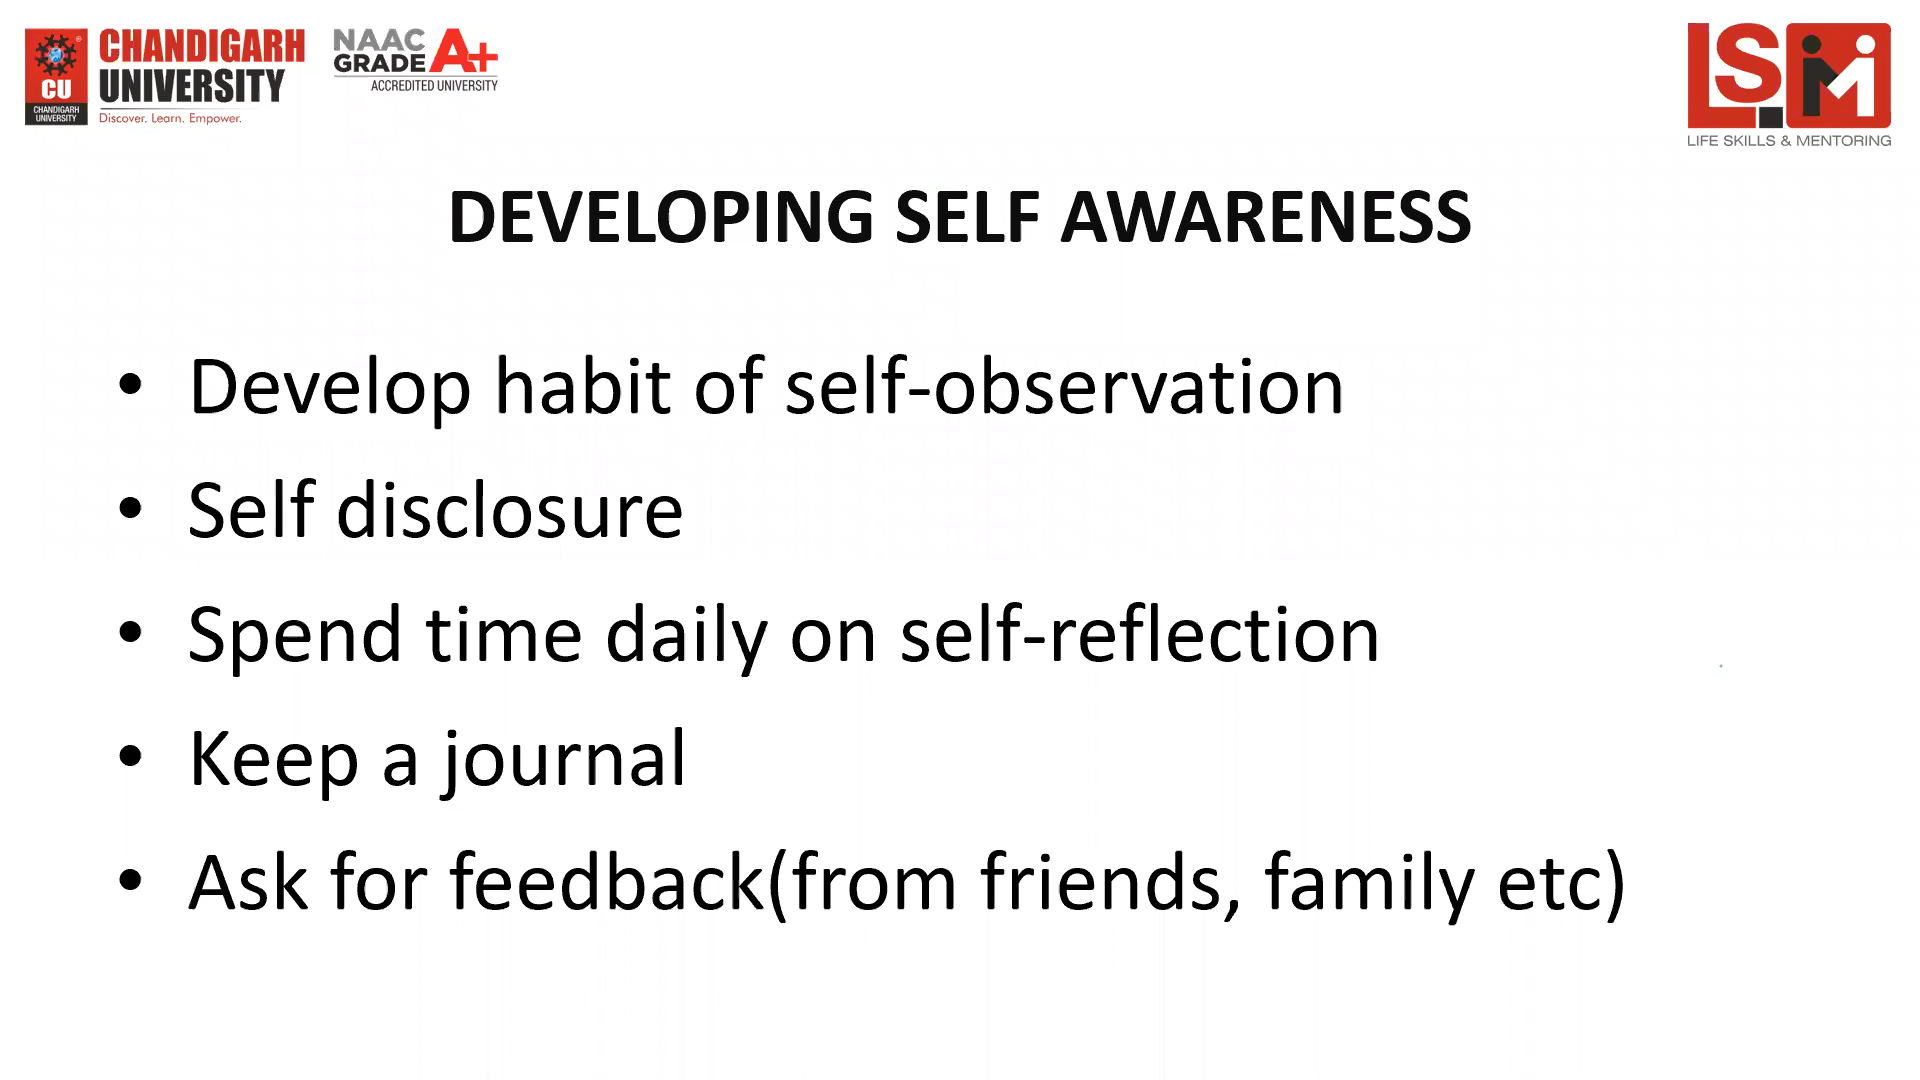 CHANDIGARH
UNIVERSITY
Discover. Learn. Empower.
CU
CHANDIGARH
UNIVERSITY
NAAC
GRADE A+
ACCREDITED UNIVERSITY
LSM
LIFE SKILLS & MENTORING
DEVELOPING SELF AWARENESS
• Develop habit of self-observation
• Self disclosure
• Spend time daily on self-reflection
• Keep a journal
• Ask for feedback(from friends, family etc)